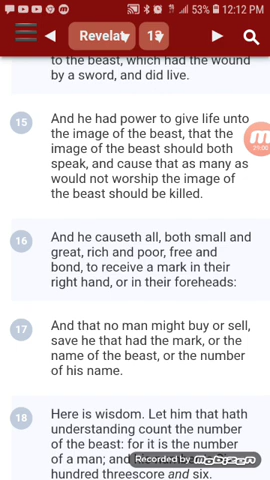 53% 12:12 PM
Revelat 13
to the beast, which had the wound
by a sword, and did live.
15
And he had power to give life unto
the image of the beast, that the
image of the beast should both
speak, and cause that as many as
would not worship the image of
the beast should be killed.
16
And he causeth all, both small and
great, rich and poor, free and
bond, to receive a mark in their
right hand, or in their foreheads:
17
And that no man might buy or sell,
save he that had the mark, or the
name of the beast, or the number
of his name.
18
Here is wisdom. Let him that hath
understanding count the number
of the beast: for it is the number
of a man; and
Recorded by mobizen
hundred threescore and six.